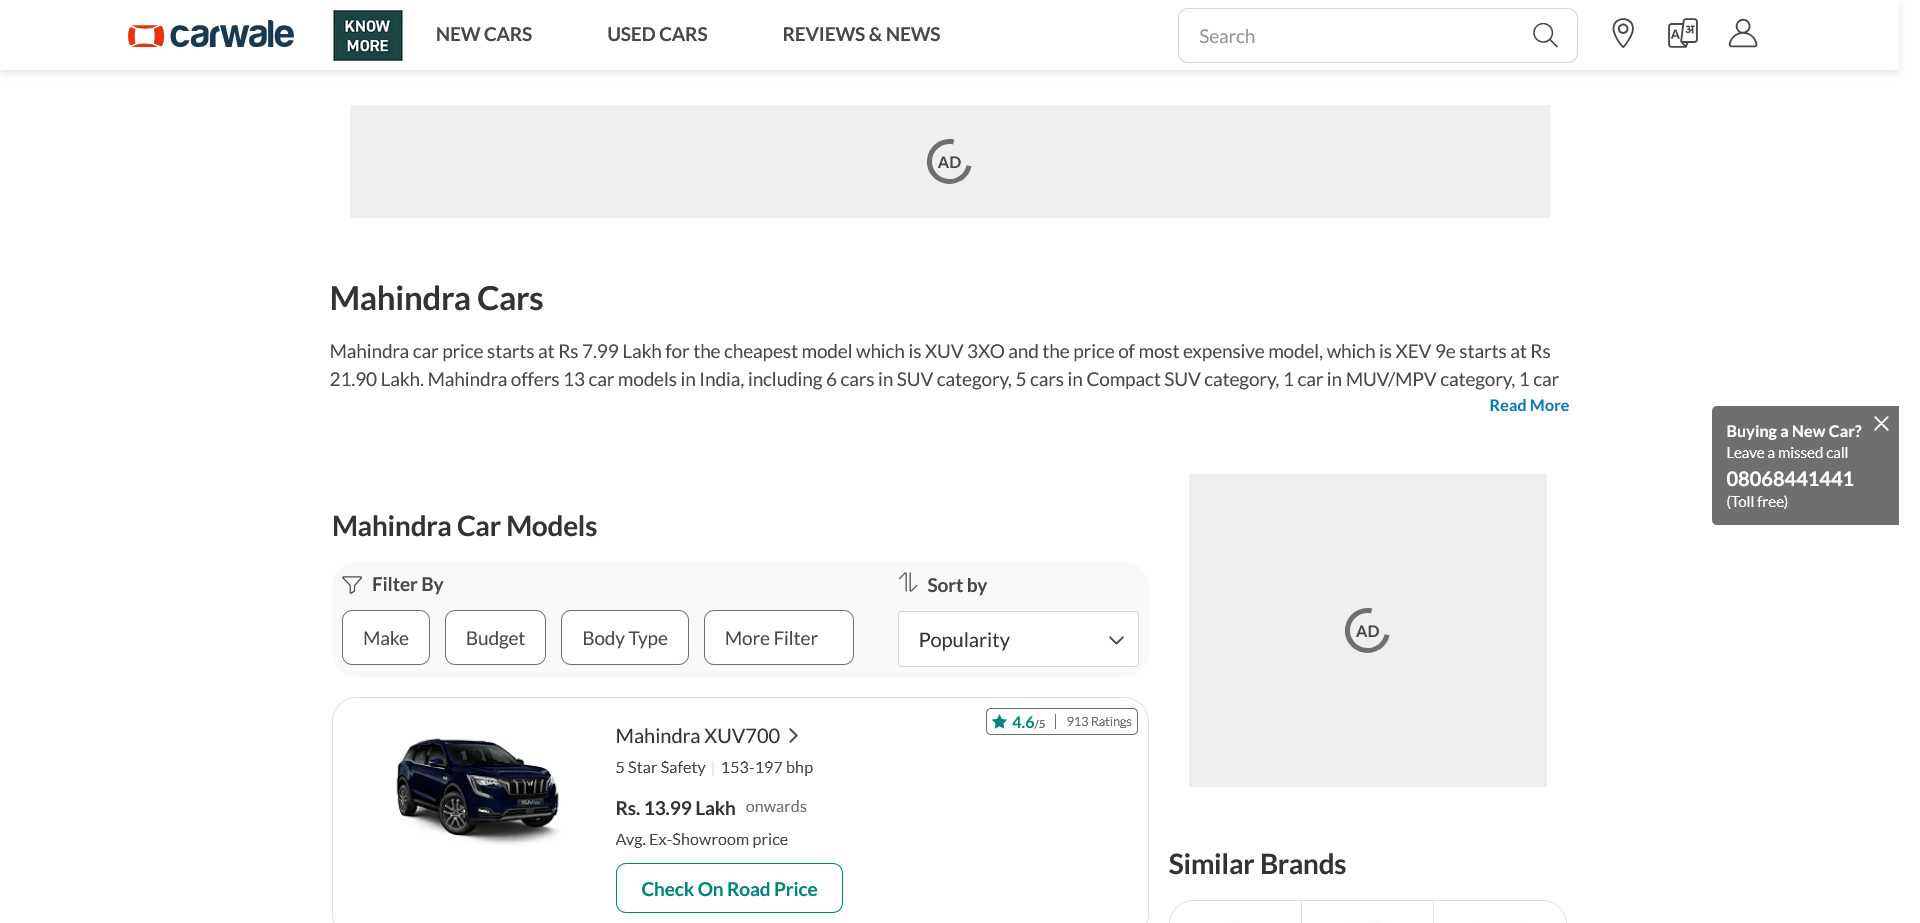 carwale
KNOW
MORE
NEW CARS
USED CARS
REVIEWS & NEWS
Search
A अ
AD
Mahindra Cars
Mahindra car price starts at Rs 7.99 Lakh for the cheapest model which is XUV 3XO and the price of most expensive model, which is XEV 9e starts at Rs
21.90 Lakh. Mahindra offers 13 car models in India, including 6 cars in SUV category, 5 cars in Compact SUV category, 1 car in MUV/MPV category, 1 car
Read More
Buying a New Car?
Leave a missed call
08068441441
(Toll free)
Mahindra Car Models
Filter By
Sort by
Make
Budget
Body Type
More Filter
Popularity
AD
4.6/5 | 913 Ratings
Mahindra XUV700
5 Star Safety | 153-197 bhp
Rs. 13.99 Lakh onwards
Avg. Ex-Showroom price
Check On Road Price
Similar Brands